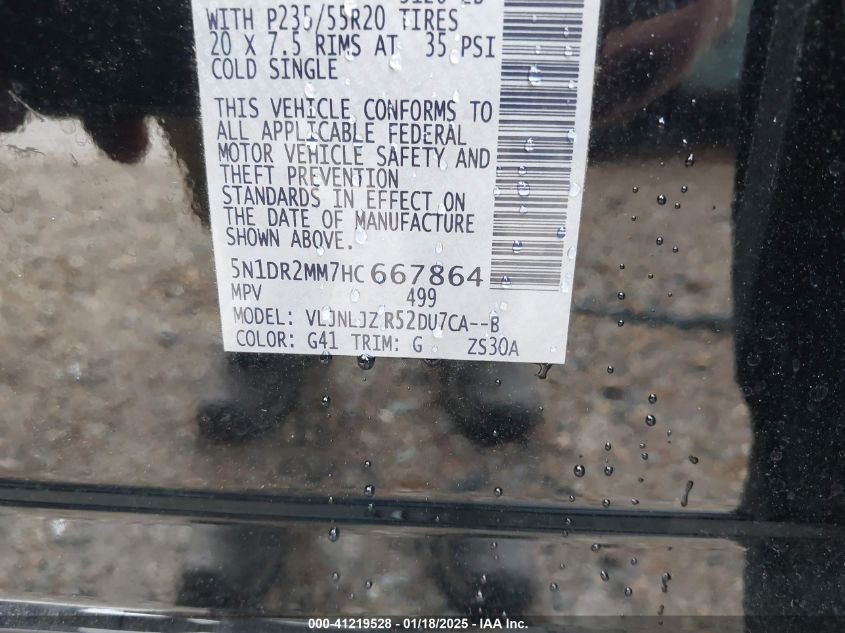 WITH P235/55R20 TIRES
20 X 7.5 RIMS AT 35 PSI
COLD SINGLE
THIS VEHICLE CONFORMS TO
ALL APPLICABLE FEDERAL
MOTOR VEHICLE SAFETY AND
THEFT PREVENTION
STANDARDS IN EFFECT ON
THE DATE OF MANUFACTURE
SHOWN ABOVE.
5N1DR2MM7HC667864
MPV 499
MODEL: VLJNLJZ R52DU7CA--B
COLOR: G41 TRIM: G ZS30A
000-41219528 - 01/18/2025 - IAA Inc.